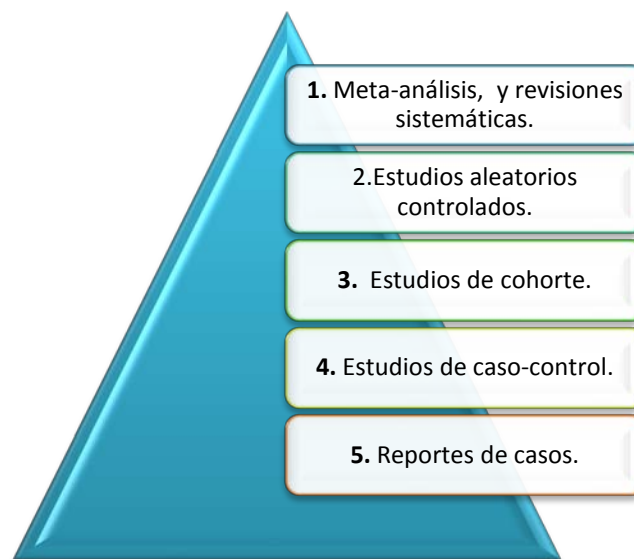 1. Meta-análisis, y revisiones
sistemáticas.
2.Estudios aleatorios
controlados.
3. Estudios de cohorte.
4. Estudios de caso-control.
5. Reportes de casos.